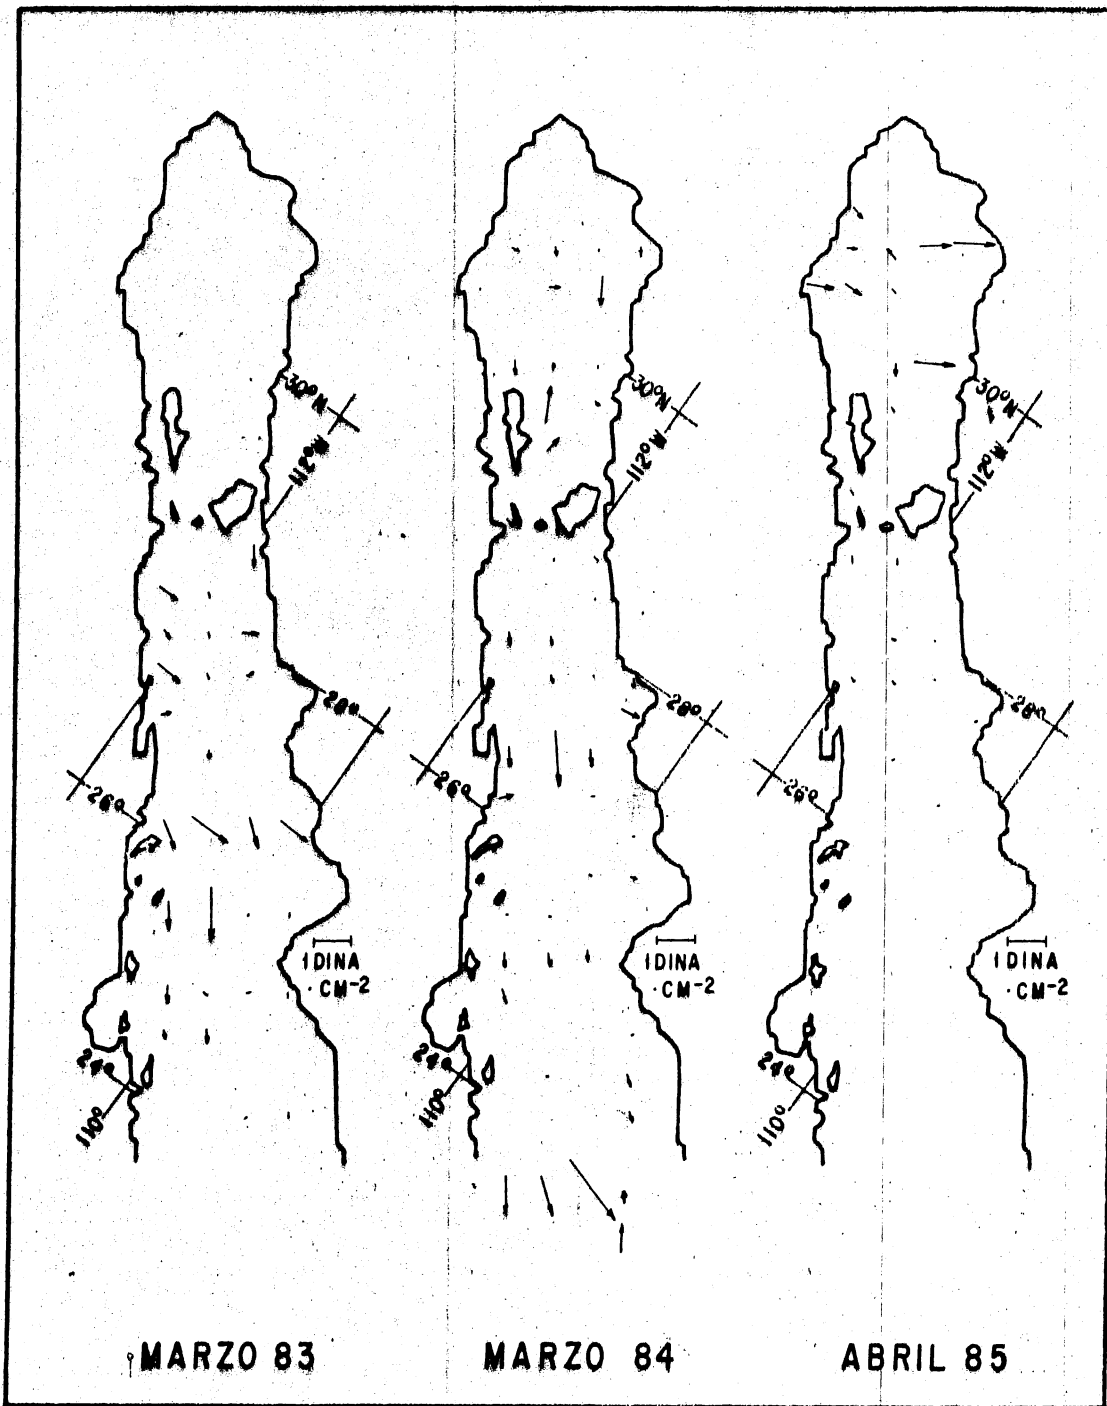 30°N
112°W
28°
26°
1 DINA
· CM-2
24°
110°
MARZO 83
30°N
112°W
28°
26°
1 DINA
· CM-2
24°
110°
MARZO 84
30°N
112°W
28°
26°
1 DINA
· CM-2
24°
110°
ABRIL 85